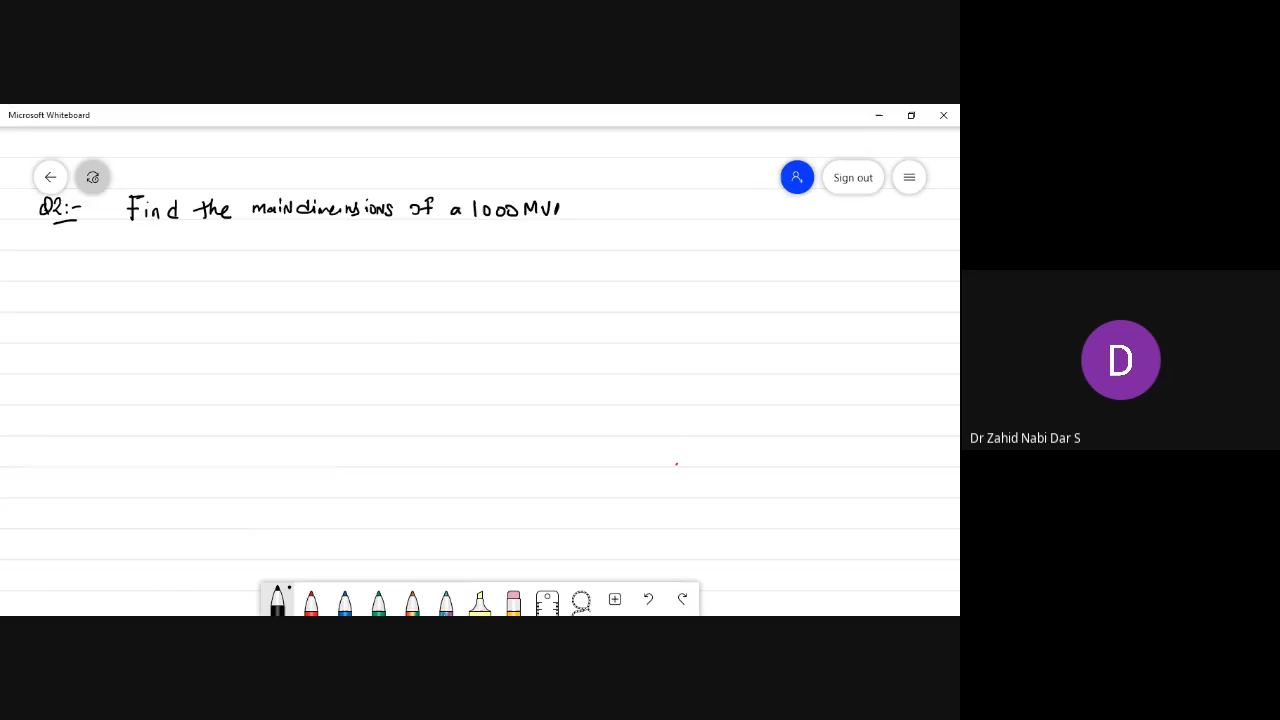 Microsoft Whiteboard
Sign out
Q2:- Find the main dimensions of a 1000 MV
D
Dr Zahid Nabi Dar S